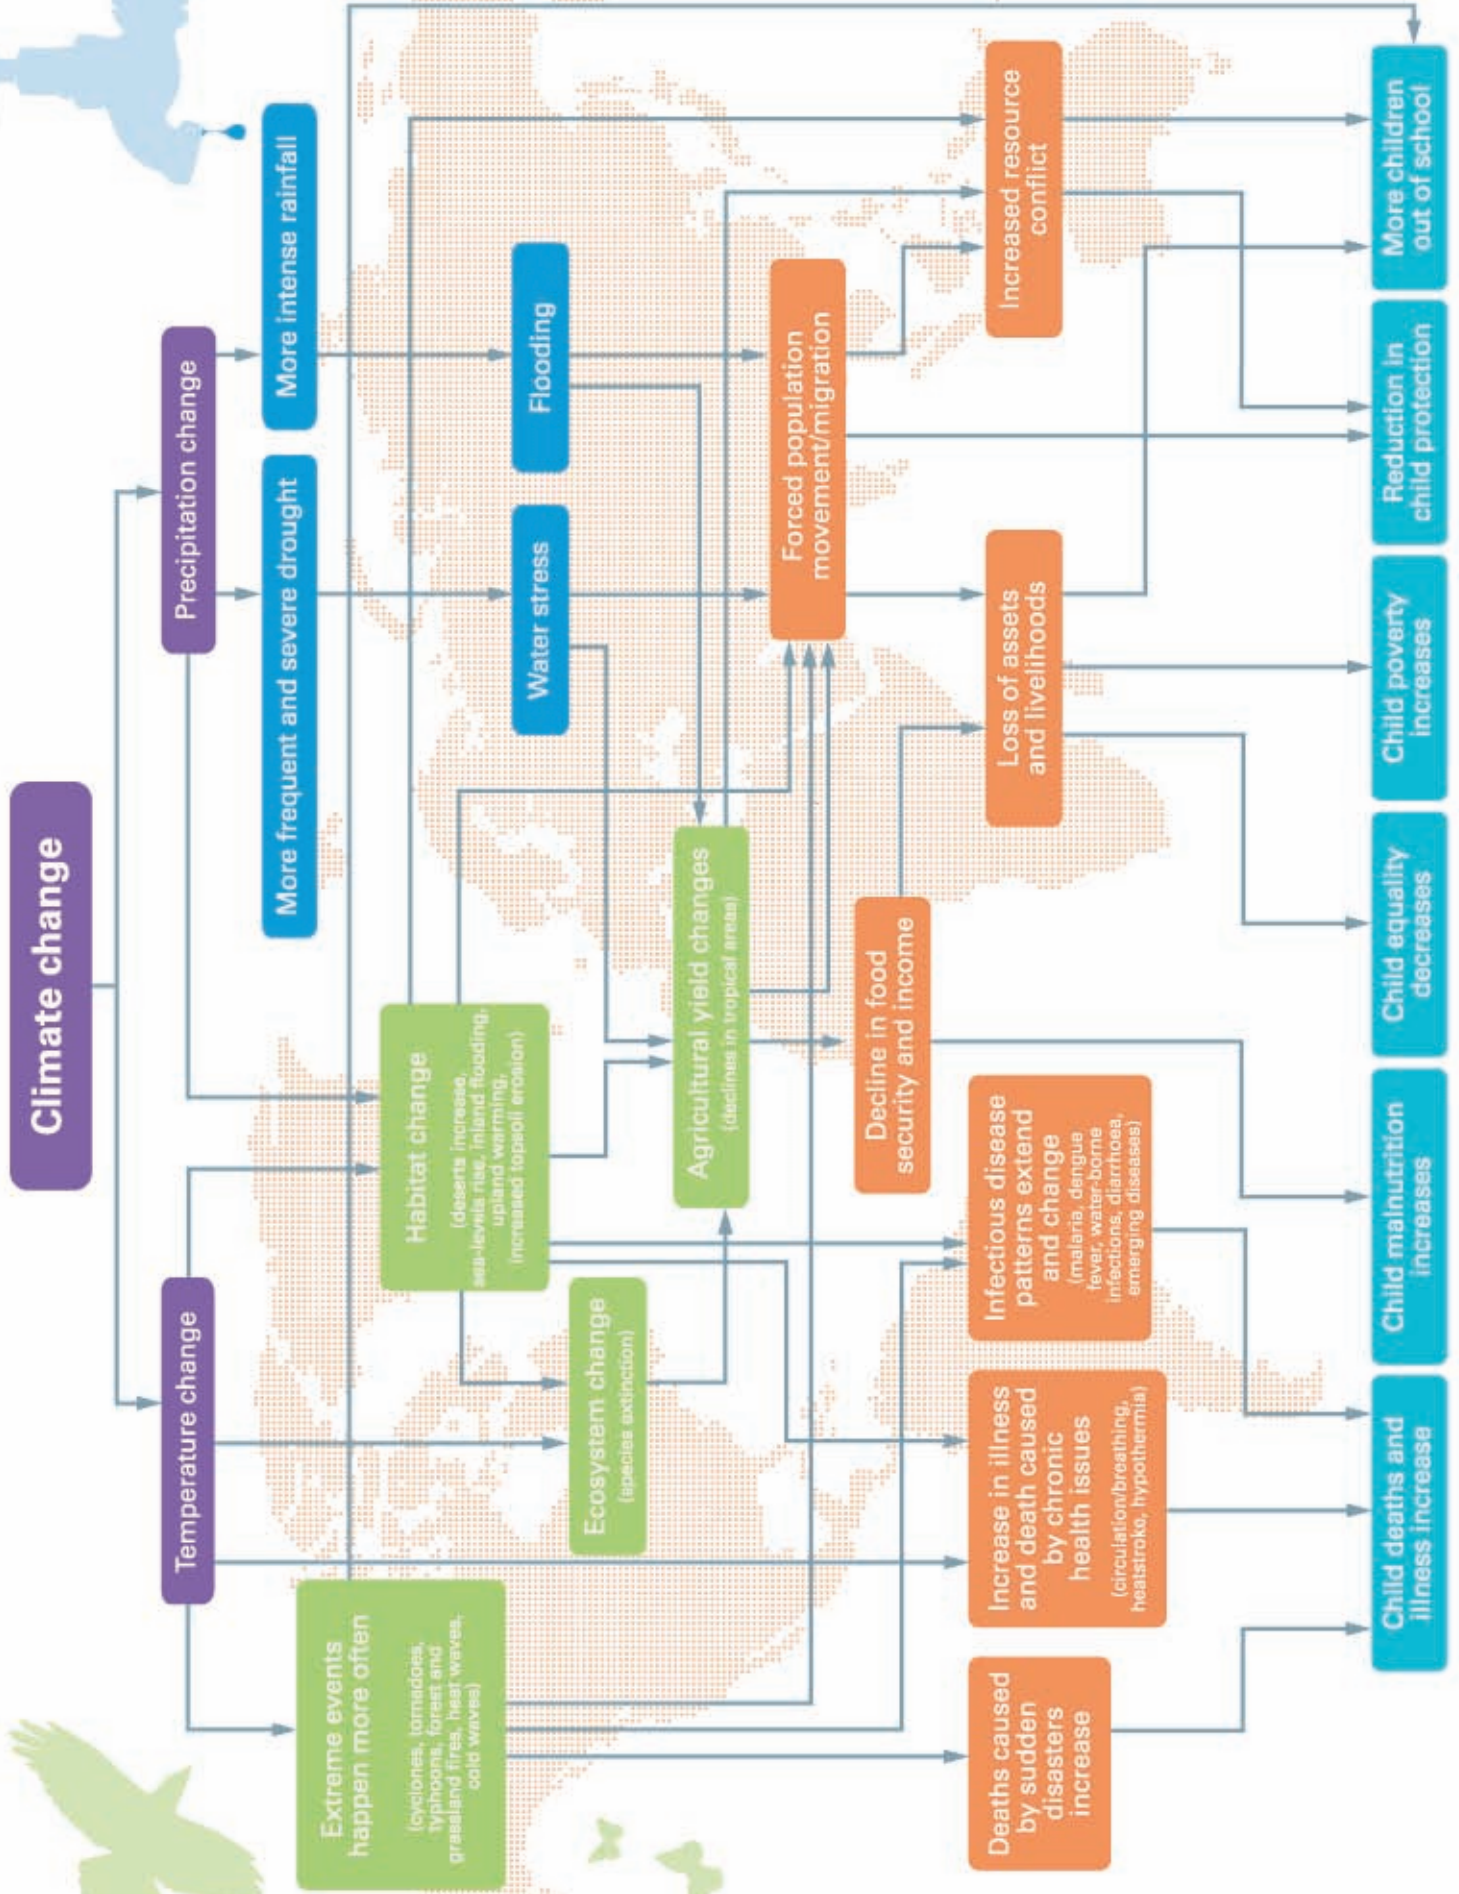 Climate change
Temperature change
Precipitation change
Extreme events
happen more often
(cyclones, tornadoes,
typhoons, forest and
grassland fires, heat waves,
cold waves)
More frequent and severe drought
More intense rainfall
Habitat change
(deserts increase,
sea-levels rise, inland flooding,
upland warming,
increased topsoil erosion)
Water stress
Flooding
Ecosystem change
(species extinction)
Agricultural yield changes
(declines in tropical areas)
Forced population
movement/migration
Decline in food
security and income
Deaths caused
by sudden
disasters
increase
Increase in illness
and death caused
by chronic
health issues
(circulation/breathing,
heatstroke, hypothermia)
Infectious disease
patterns extend
and change
(malaria, dengue
fever, water-borne
infections, diarrhoea,
emerging diseases)
Loss of assets
and livelihoods
Increased resource
conflict
Child deaths and
illness increase
Child malnutrition
increases
Child equality
decreases
Child poverty
increases
Reduction in
child protection
More children
out of school